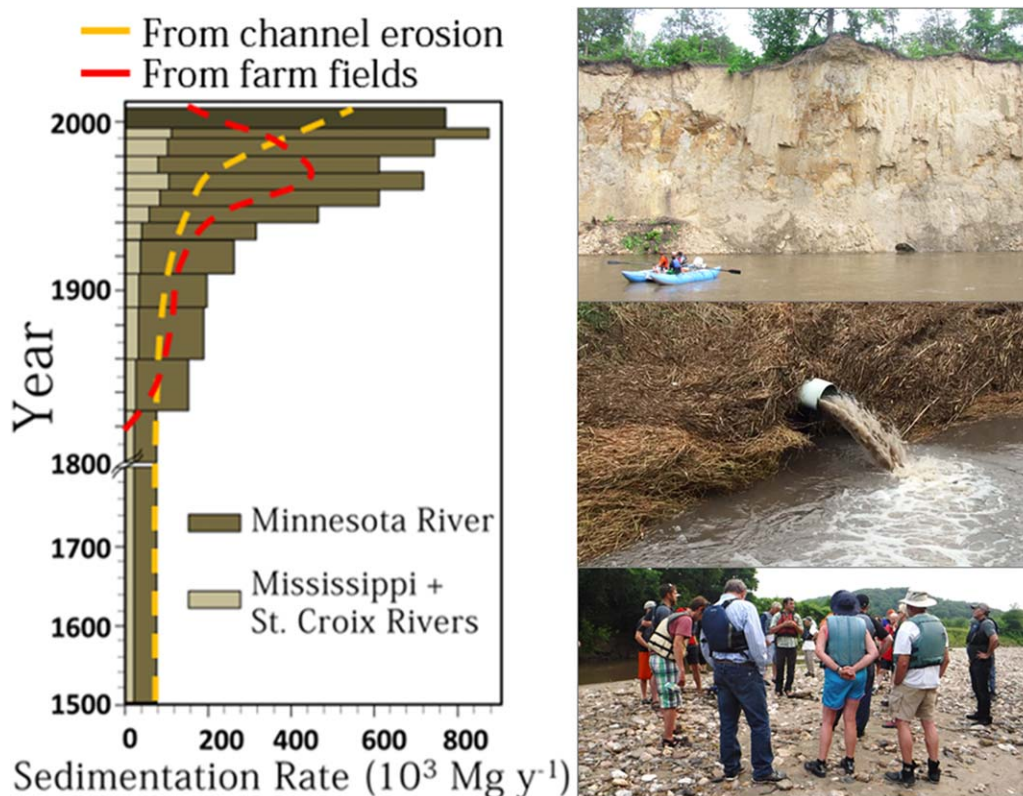 From channel erosion
From farm fields
2000
1900
1800
1700
1600
1500
Year
Minnesota River
Mississippi +
St. Croix Rivers
0 200 400 600 800
Sedimentation Rate (10³ Mg y⁻¹)